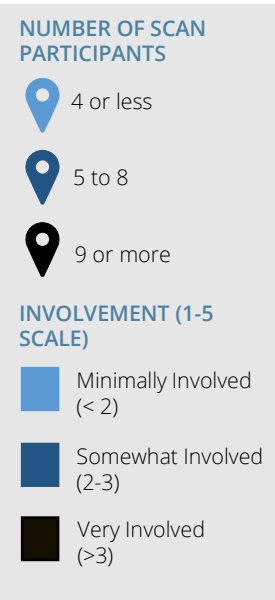 NUMBER OF SCAN
PARTICIPANTS
4 or less
5 to 8
9 or more
INVOLVEMENT (1-5
SCALE)
Minimally Involved
(< 2)
Somewhat Involved
(2-3)
Very Involved
(>3)